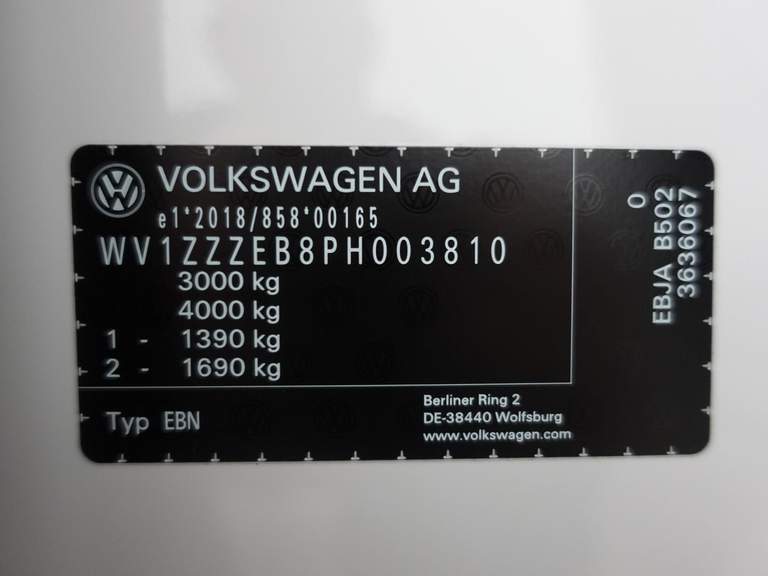 VOLKSWAGEN AG
e1*2018/858*00165
WV1ZZZEB8PH003810
3000 kg
4000 kg
1 - 1390 kg
2 - 1690 kg
Typ EBN
Berliner Ring 2
DE-38440 Wolfsburg
www.volkswagen.com
0
EBJA B502
3636067